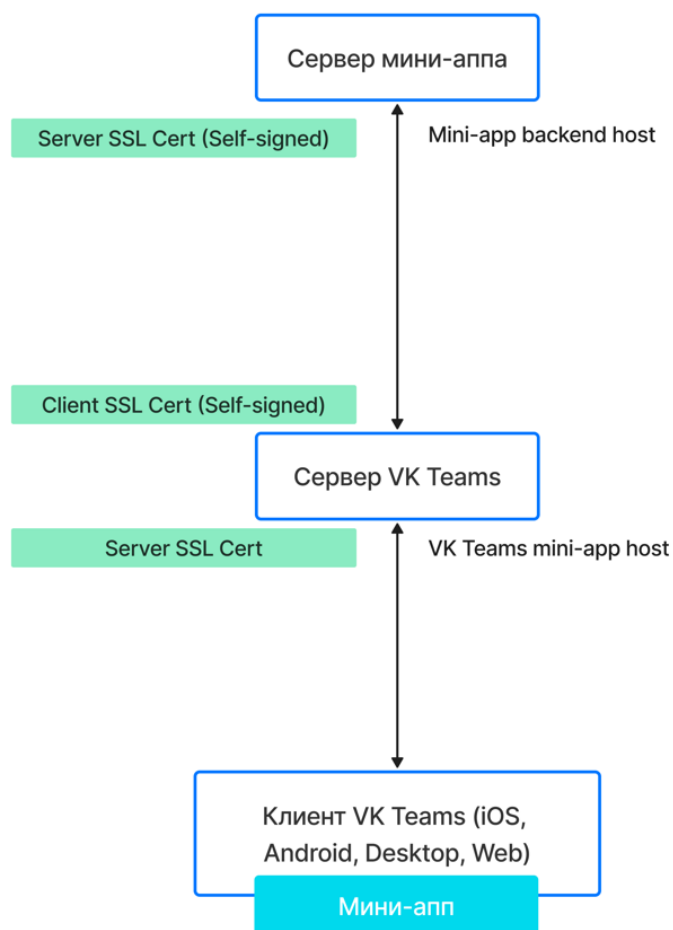 Сервер мини-аппа
Server SSL Cert (Self-signed)
Mini-app backend host
Client SSL Cert (Self-signed)
Сервер VK Teams
Server SSL Cert
VK Teams mini-app host
Клиент VK Teams (iOS,
Android, Desktop, Web)
Мини-апп